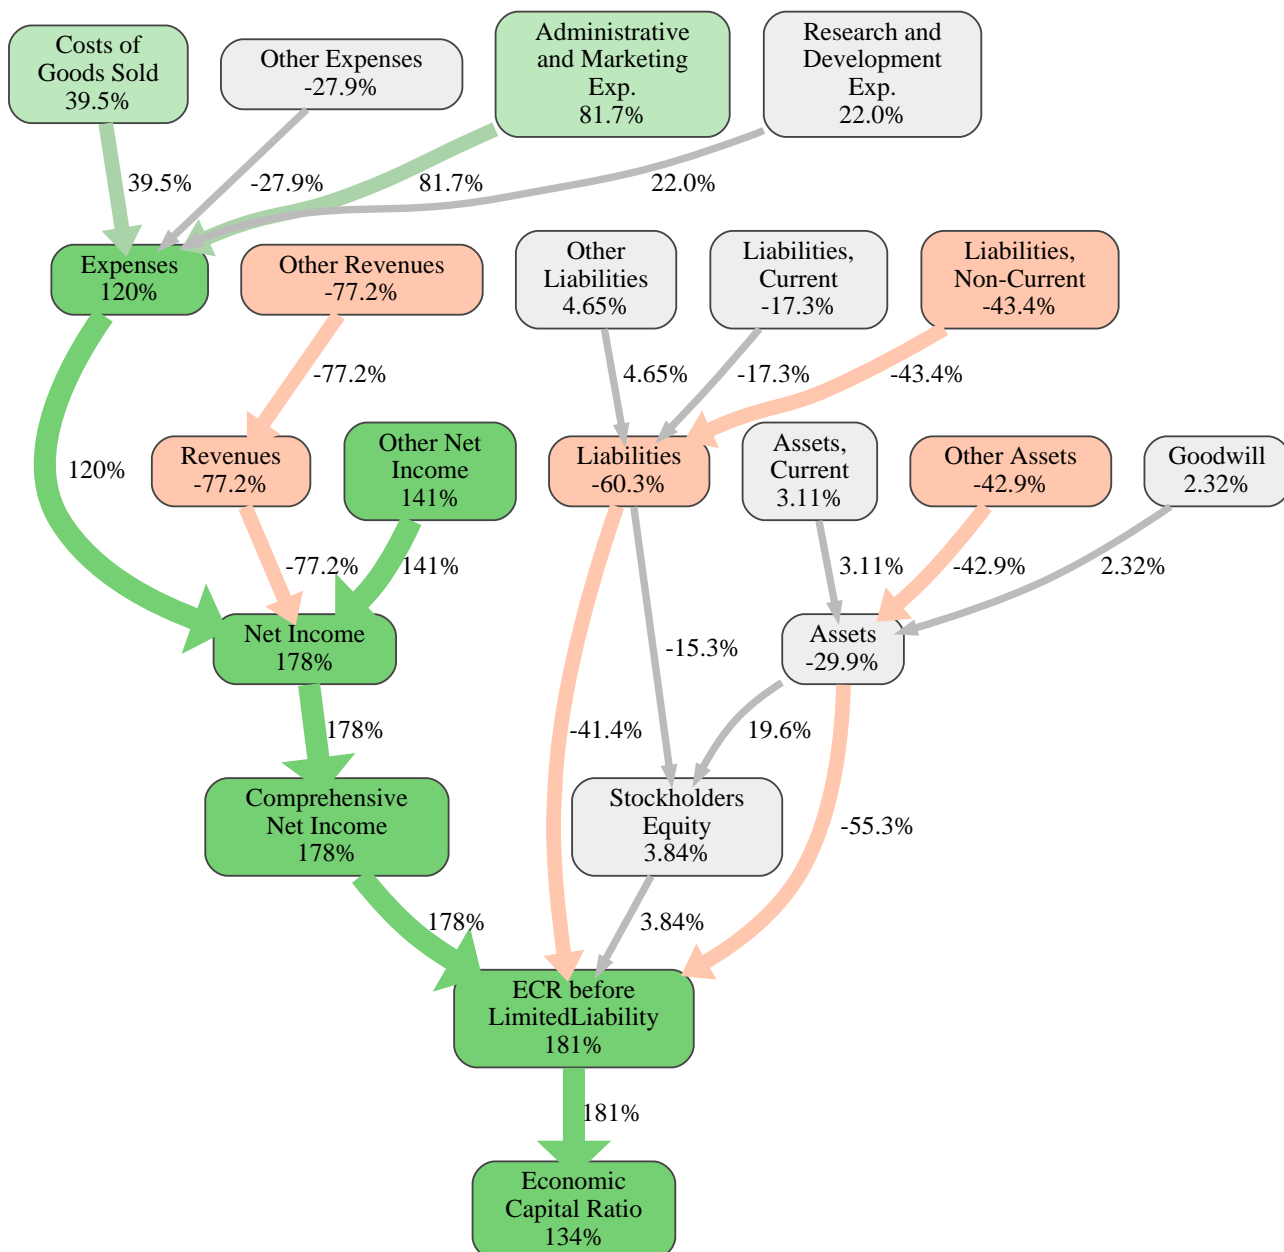 Costs of
Goods Sold
39.5%
Other Expenses
-27.9%
Administrative
and Marketing
Exp.
81.7%
Research and
Development
Exp.
22.0%
39.5%
-27.9%
81.7%
22.0%
Expenses
120%
Other Revenues
-77.2%
Other
Liabilities
4.65%
Liabilities,
Current
-17.3%
Liabilities,
Non-Current
-43.4%
-77.2%
4.65%
-17.3%
-43.4%
120%
Revenues
-77.2%
Other Net
Income
141%
Liabilities
-60.3%
Assets,
Current
3.11%
Other Assets
-42.9%
Goodwill
2.32%
-77.2%
141%
3.11%
-42.9%
2.32%
Net Income
178%
-15.3%
Assets
-29.9%
178%
-41.4%
19.6%
Comprehensive
Net Income
178%
Stockholders
Equity
3.84%
-55.3%
178%
3.84%
ECR before
LimitedLiability
181%
181%
Economic
Capital Ratio
134%